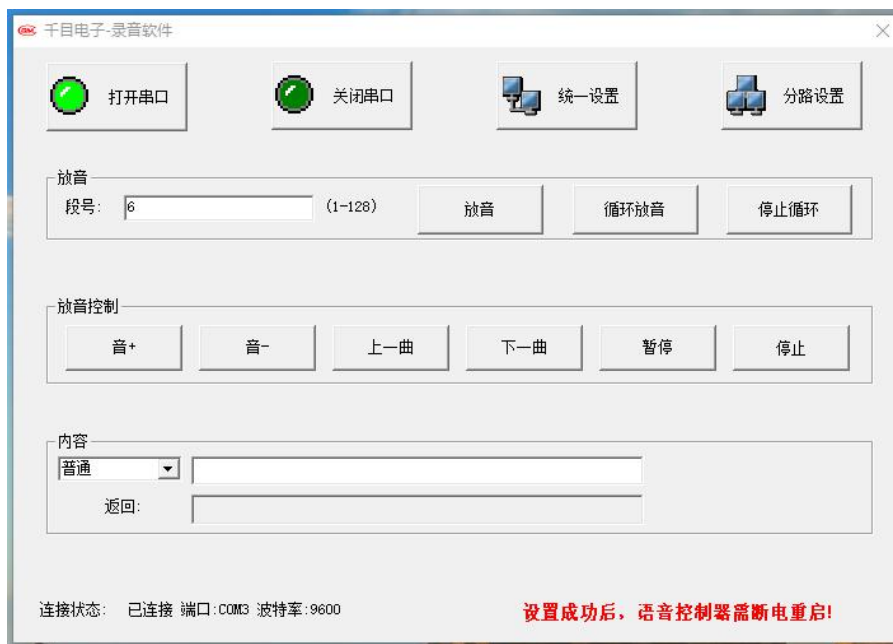 千目电子-录音软件
打开串口 关闭串口 统一设置 分路设置
放音
段号: 6 (1-128) 放音 循环放音 停止循环
放音控制
音+ 音- 上一曲 下一曲 暂停 停止
内容
普通
返回:
连接状态: 已连接 端口:COM3 波特率:9600 设置成功后，语音控制器需断电重启!